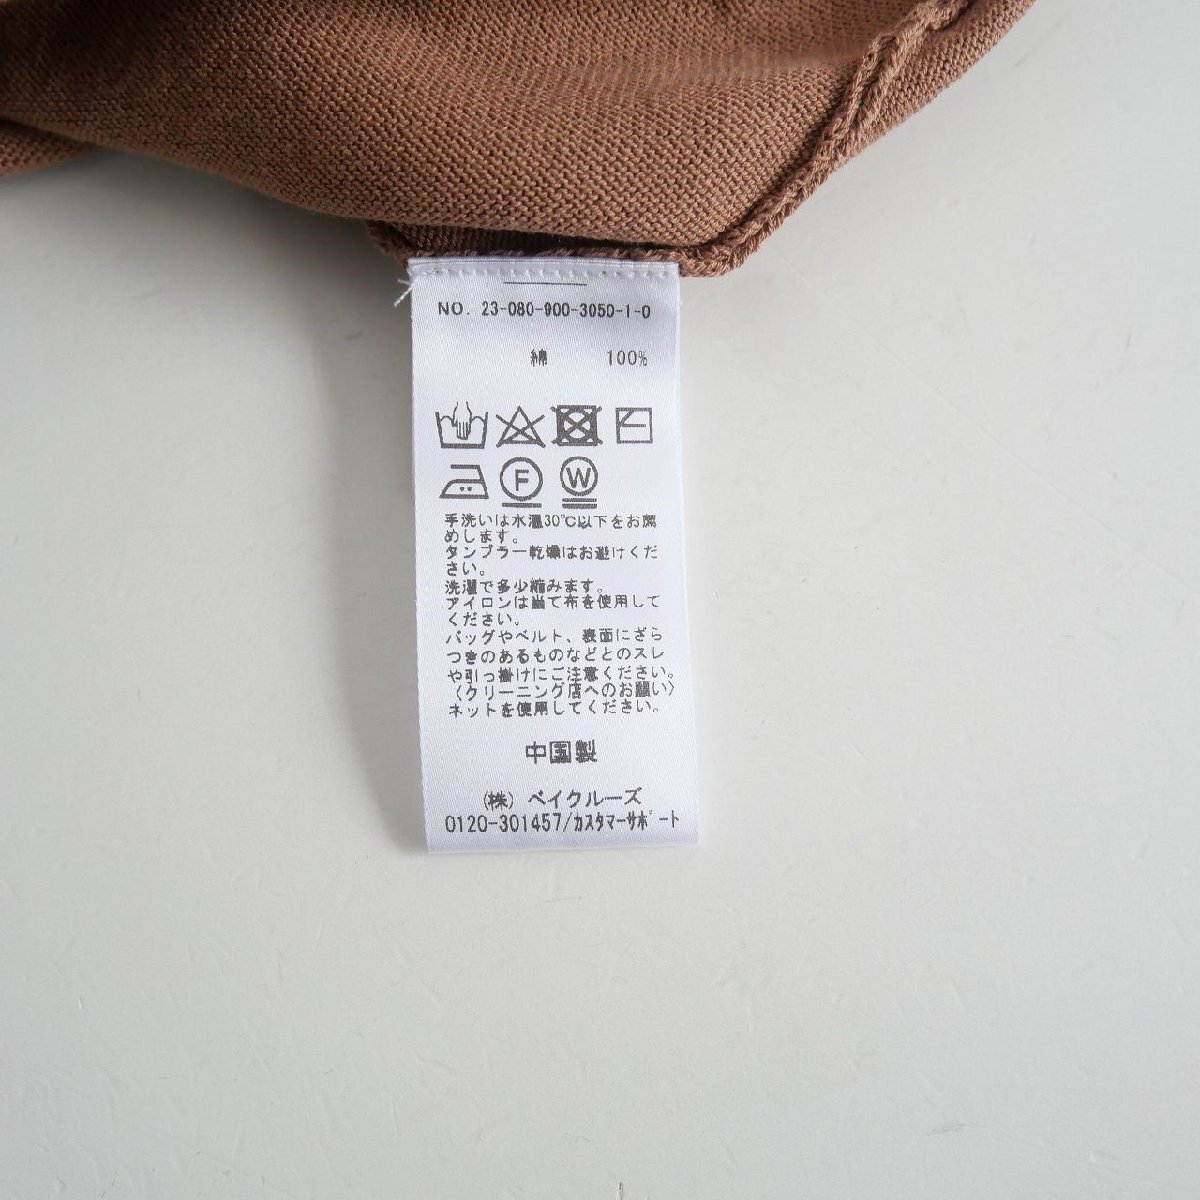 NO. 23-080-900-3050-1-0
綿 100%
F W
手洗いは水温30℃以下をお薦
めします。
タンブラー乾燥はお避けくだ
さい。
洗濯で多少縮みます。
アイロンは当て布を使用して
ください。
バッグやベルト、表面にざら
つきのあるものなどとのスレ
や引っ掛けにご注意ください。
〈クリーニング店へのお願い〉
ネットを使用してください。
中国製
(株) ベイクルーズ
0120-301457/ｶｽﾀﾏｰｻﾎﾟｰﾄ